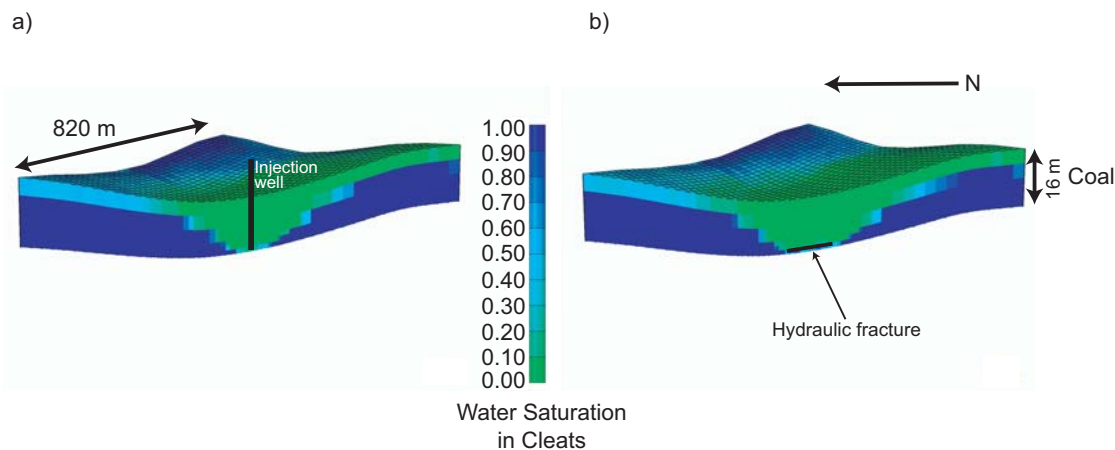 a)
b)
N
820 m
Injection
well
1.00
0.90
0.80
0.70
0.60
0.50
0.40
0.30
0.20
0.10
0.00
16 m
Coal
Hydraulic fracture
Water Saturation
in Cleats